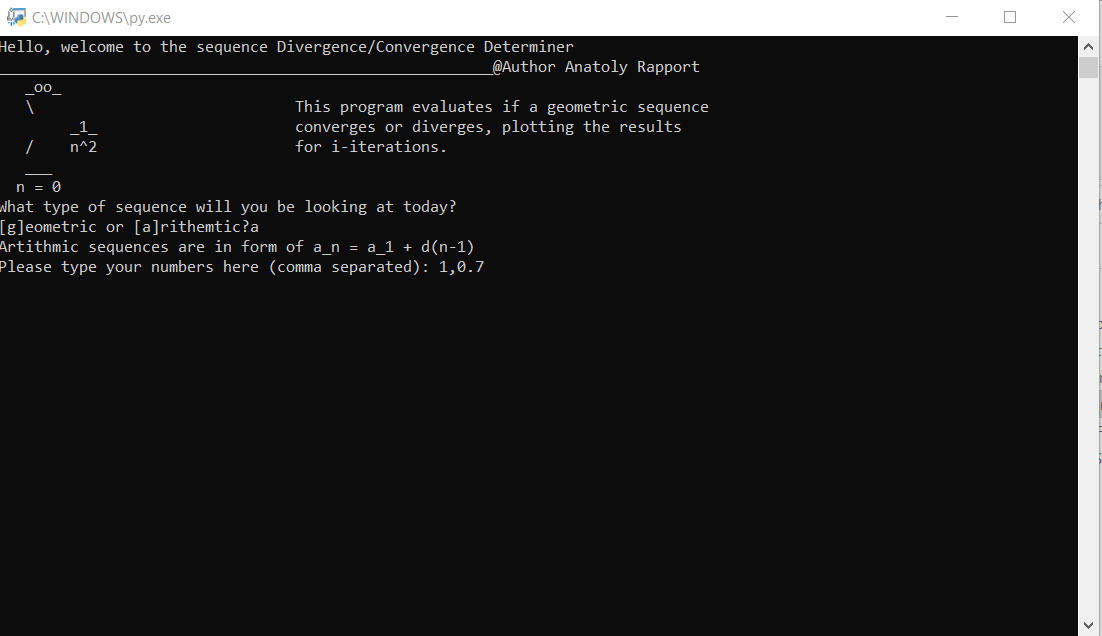 C:\WINDOWS\py.exe
Hello, welcome to the sequence Divergence/Convergence Determiner
_______________________________________________________@Author Anatoly Rapport
_oo_
\ This program evaluates if a geometric sequence
_1_ converges or diverges, plotting the results
/ n^2 for i-iterations.
___
n = 0
What type of sequence will you be looking at today?
[g]eometric or [a]rithemtic?a
Artithmic sequences are in form of a_n = a_1 + d(n-1)
Please type your numbers here (comma separated): 1,0.7